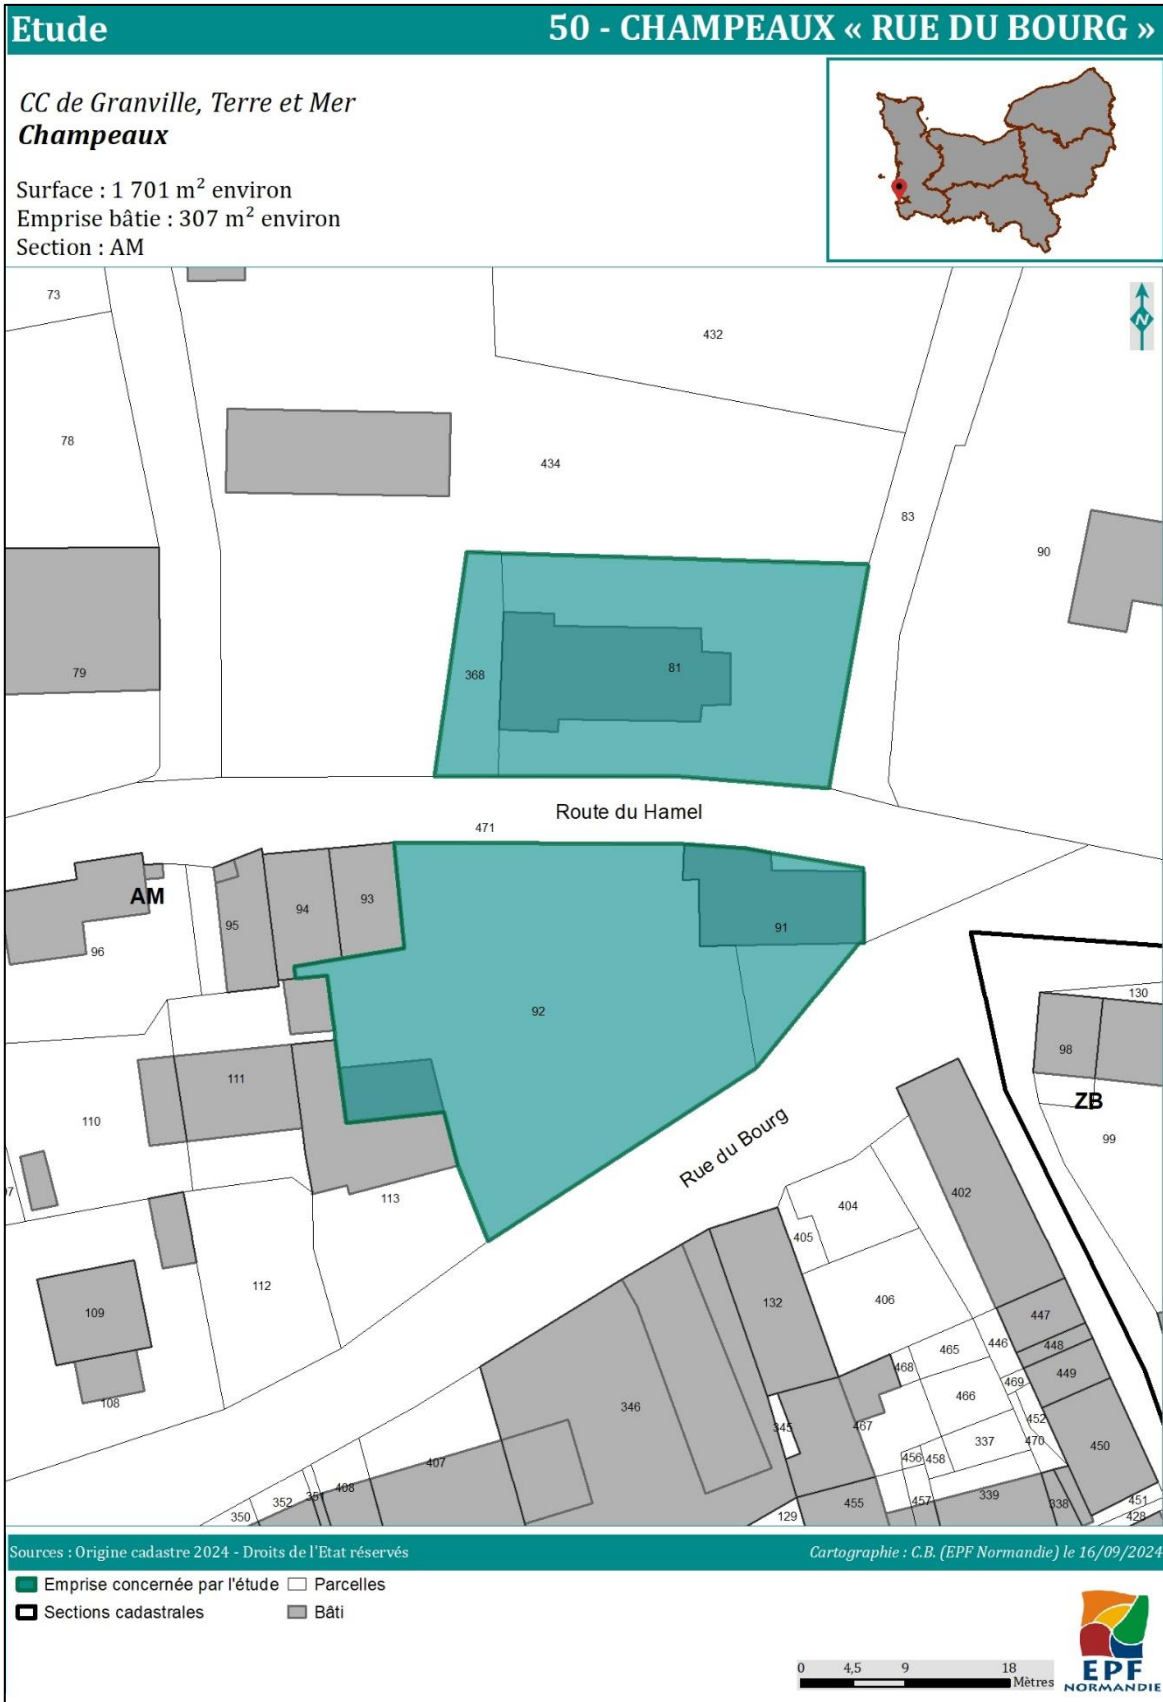 Etude
50 - CHAMPEAUX « RUE DU BOURG »
CC de Granville, Terre et Mer
Champeaux
Surface : 1 701 m² environ
Emprise bâtie : 307 m² environ
Section : AM
N
73
432
78
434
83
90
79
368
81
Route du Hamel
471
AM
96
95
94
93
91
92
130
98
ZB
99
111
110
113
Rue du Bourg
404
405
402
112
109
108
132
406
447
446
448
465
449
468
469
466
346
345
467
452
470
337
450
456
458
407
408
351
352
350
129
455
457
339
338
451
428
Sources : Origine cadastre 2024 - Droits de l'Etat réservés
Cartographie : C.B. (EPF Normandie) le 16/09/2024
Emprise concernée par l'étude
Parcelles
Sections cadastrales
Bâti
0 4,5 9 18
Mètres
EPF
NORMANDIE